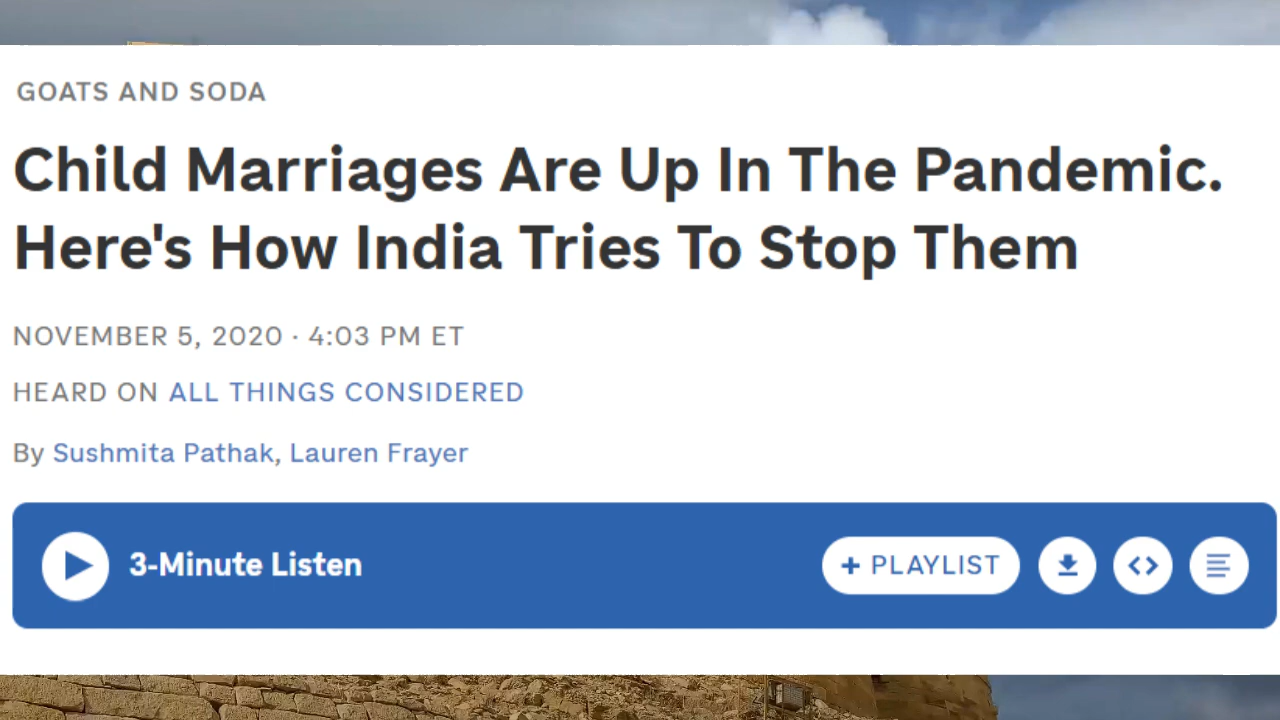 GOATS AND SODA
Child Marriages Are Up In The Pandemic.
Here's How India Tries To Stop Them
NOVEMBER 5, 2020 · 4:03 PM ET
HEARD ON ALL THINGS CONSIDERED
By Sushmita Pathak, Lauren Frayer
3-Minute Listen + PLAYLIST